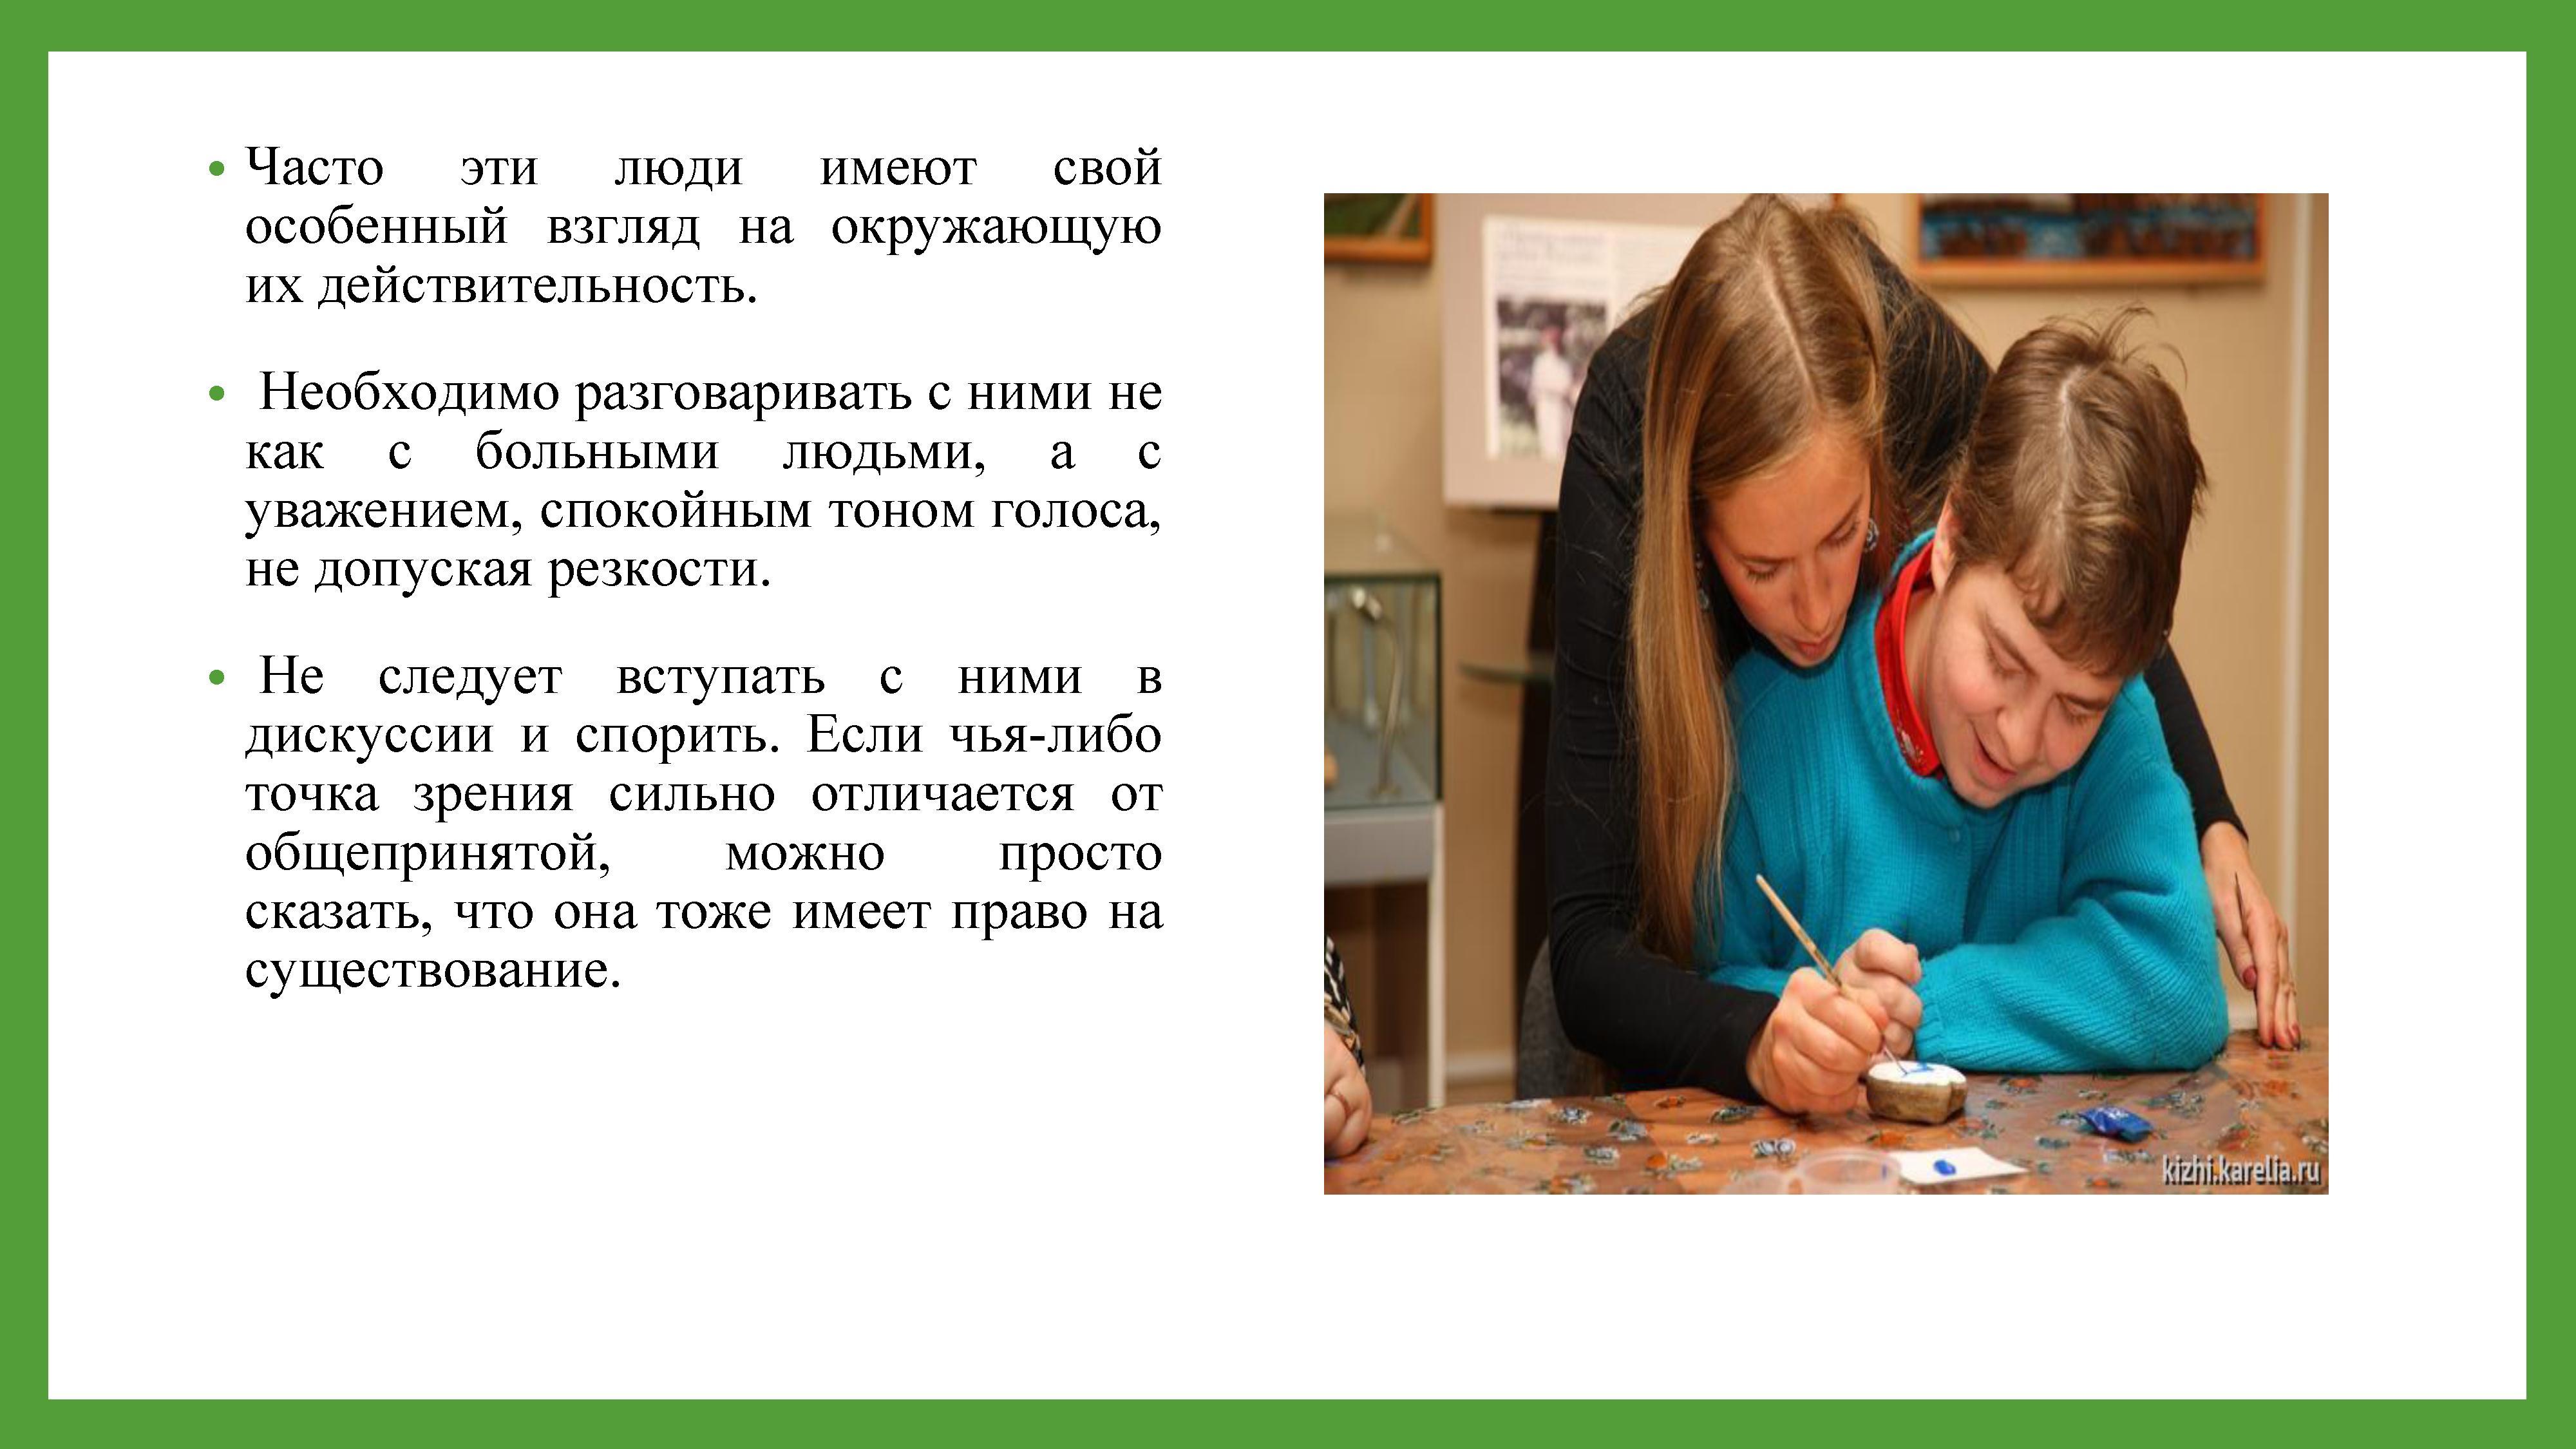 • Часто эти люди имеют свой
особенный взгляд на окружающую
их действительность.
• Необходимо разговаривать с ними не
как с больными людьми, а с
уважением, спокойным тоном голоса,
не допуская резкости.
• Не следует вступать с ними в
дискуссии и спорить. Если чья-либо
точка зрения сильно отличается от
общепринятой, можно просто
сказать, что она тоже имеет право на
существование.
kizhi.karelia.ru